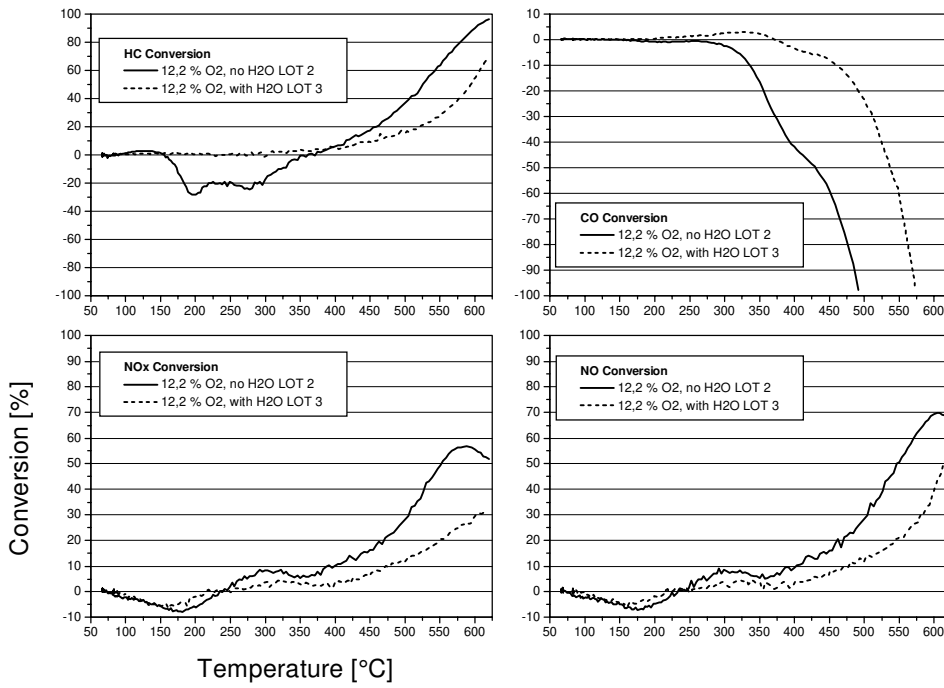 HC Conversion
12,2 % O2, no H2O LOT 2
12,2 % O2, with H2O LOT 3
100
80
60
40
20
0
-20
-40
-60
-80
-100
50 100 150 200 250 300 350 400 450 500 550 600
CO Conversion
12,2 % O2, no H2O LOT 2
12,2 % O2, with H2O LOT 3
10
0
-10
-20
-30
-40
-50
-60
-70
-80
-90
-100
50 100 150 200 250 300 350 400 450 500 550 600
NOx Conversion
12,2 % O2, no H2O LOT 2
12,2 % O2, with H2O LOT 3
100
90
80
70
60
50
40
30
20
10
0
-10
50 100 150 200 250 300 350 400 450 500 550 600
NO Conversion
12,2 % O2, no H2O LOT 2
12,2 % O2, with H2O LOT 3
100
90
80
70
60
50
40
30
20
10
0
-10
50 100 150 200 250 300 350 400 450 500 550 600
Conversion [%]
Temperature [°C]